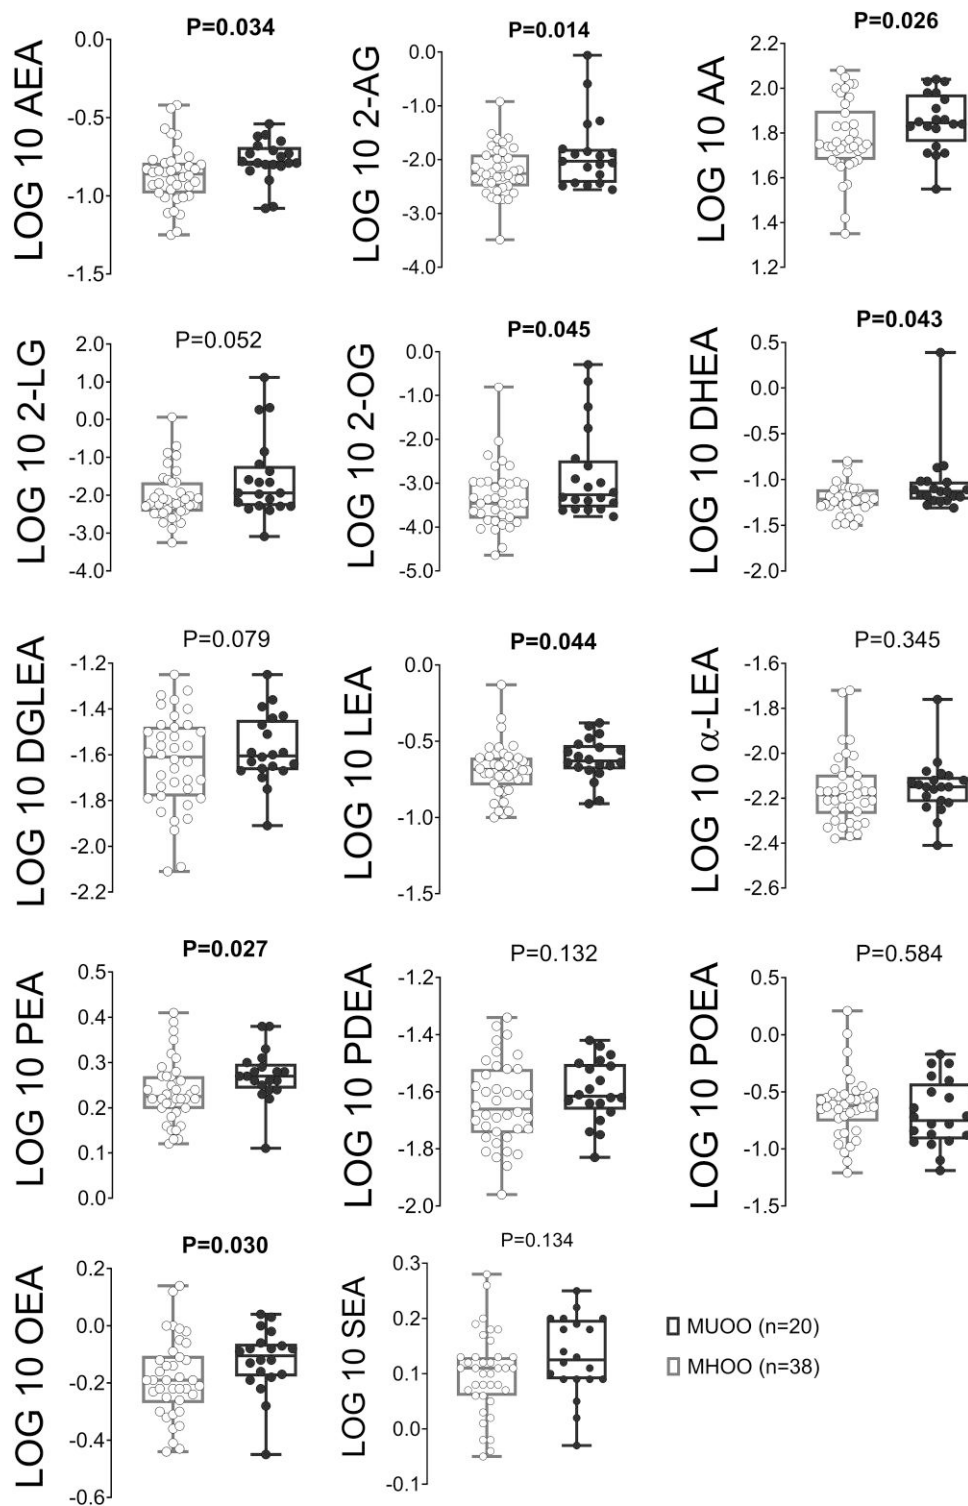 P=0.034
LOG 10 AEA
0.0
-0.5
-1.0
-1.5
P=0.014
LOG 10 2-AG
0.0
-1.0
-2.0
-3.0
-4.0
P=0.026
LOG 10 AA
2.2
2.0
1.8
1.6
1.4
1.2
P=0.052
LOG 10 2-LG
2.0
1.0
0.0
-1.0
-2.0
-3.0
-4.0
P=0.045
LOG 10 2-OG
0.0
-1.0
-2.0
-3.0
-4.0
-5.0
P=0.043
LOG 10 DHEA
0.5
0.0
-0.5
-1.0
-1.5
-2.0
P=0.079
LOG 10 DGLEA
-1.2
-1.4
-1.6
-1.8
-2.0
-2.2
P=0.044
LOG 10 LEA
0.0
-0.5
-1.0
-1.5
P=0.345
LOG 10 α-LEA
-1.6
-1.8
-2.0
-2.2
-2.4
-2.6
P=0.027
LOG 10 PEA
0.5
0.4
0.3
0.2
0.1
0.0
P=0.132
LOG 10 PDEA
-1.2
-1.4
-1.6
-1.8
-2.0
P=0.584
LOG 10 POEA
0.5
0.0
-0.5
-1.0
-1.5
P=0.030
LOG 10 OEA
0.2
0.0
-0.2
-0.4
-0.6
P=0.134
LOG 10 SEA
0.3
0.2
0.1
0.0
-0.1
MUOO (n=20)
MHOO (n=38)